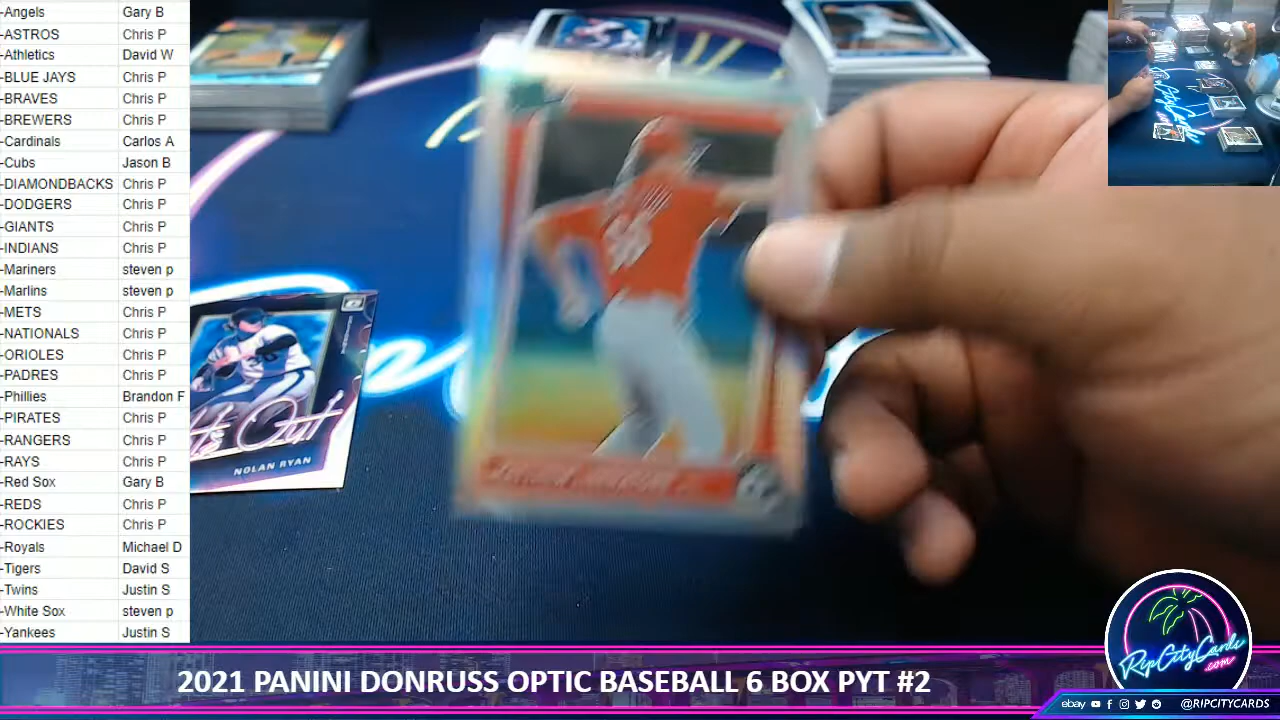 -Angels Gary B
-ASTROS Chris P
-Athletics David W
-BLUE JAYS Chris P
-BRAVES Chris P
-BREWERS Chris P
-Cardinals Carlos A
-Cubs Jason B
-DIAMONDBACKS Chris P
-DODGERS Chris P
-GIANTS Chris P
-INDIANS Chris P
-Mariners steven p
-Marlins steven p
-METS Chris P
-NATIONALS Chris P
-ORIOLES Chris P
-PADRES Chris P
-Phillies Brandon F
-PIRATES Chris P
-RANGERS Chris P
-RAYS Chris P
-Red Sox Gary B
-REDS Chris P
-ROCKIES Chris P
-Royals Michael D
-Tigers David S
-Twins Justin S
-White Sox steven p
-Yankees Justin S
Out
NOLAN RYAN
2021 PANINI DONRUSS OPTIC BASEBALL 6 BOX PYT #2
RipCityCards
.com
ebay @RIPCITYCARDS